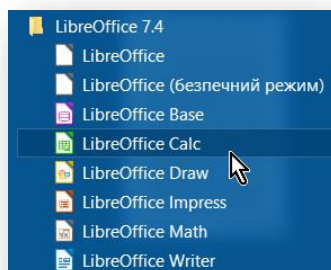 LibreOffice 7.4
LibreOffice
LibreOffice (безпечний режим)
LibreOffice Base
LibreOffice Calc
LibreOffice Draw
LibreOffice Impress
LibreOffice Math
LibreOffice Writer